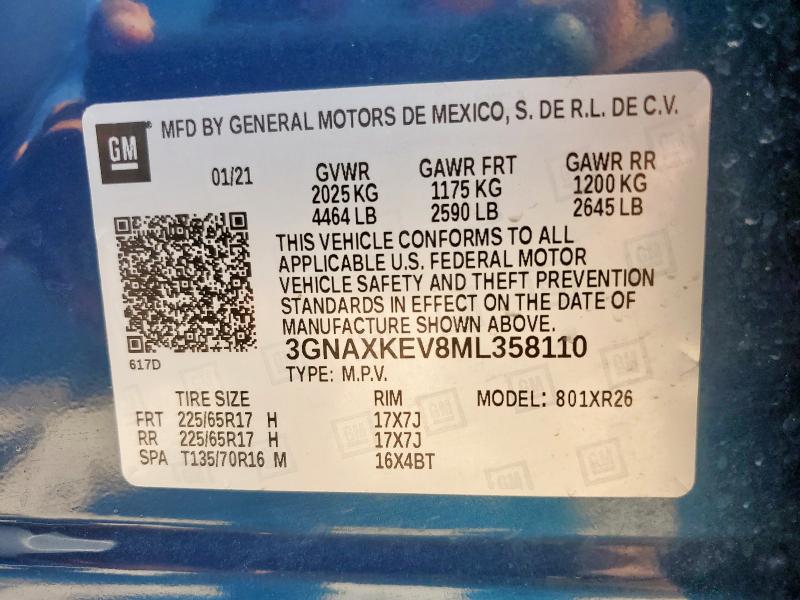 GM
MFD BY GENERAL MOTORS DE MEXICO, S. DE R.L. DE C.V.
01/21
GVWR GAWR FRT GAWR RR
2025 KG 1175 KG 1200 KG
4464 LB 2590 LB 2645 LB
THIS VEHICLE CONFORMS TO ALL
APPLICABLE U.S. FEDERAL MOTOR
VEHICLE SAFETY AND THEFT PREVENTION
STANDARDS IN EFFECT ON THE DATE OF
MANUFACTURE SHOWN ABOVE.
617D
3GNAXKEV8ML358110
TYPE: M.P.V.
TIRE SIZE RIM MODEL: 801XR26
FRT 225/65R17 H 17X7J
RR 225/65R17 H 17X7J
SPA T135/70R16 M 16X4BT